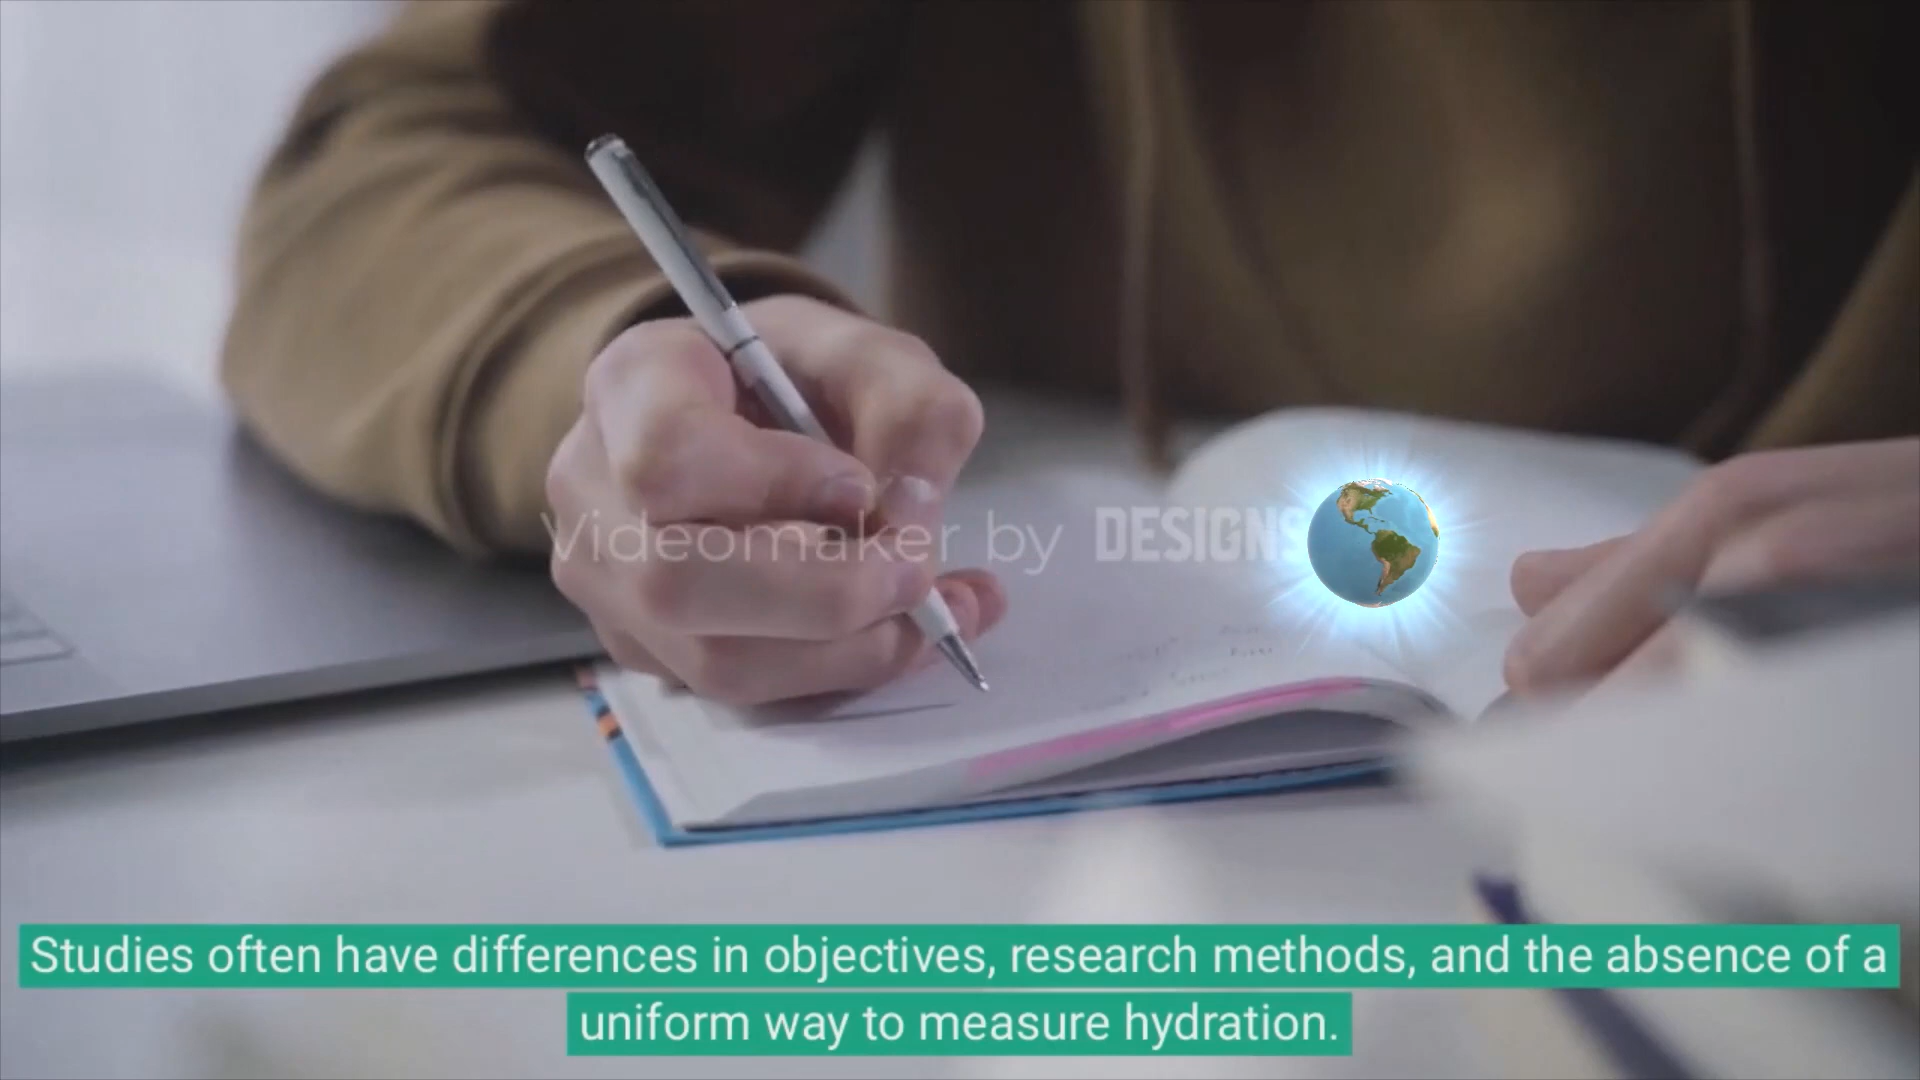 Videomaker by DESIGNS
Studies often have differences in objectives, research methods, and the absence of a
uniform way to measure hydration.